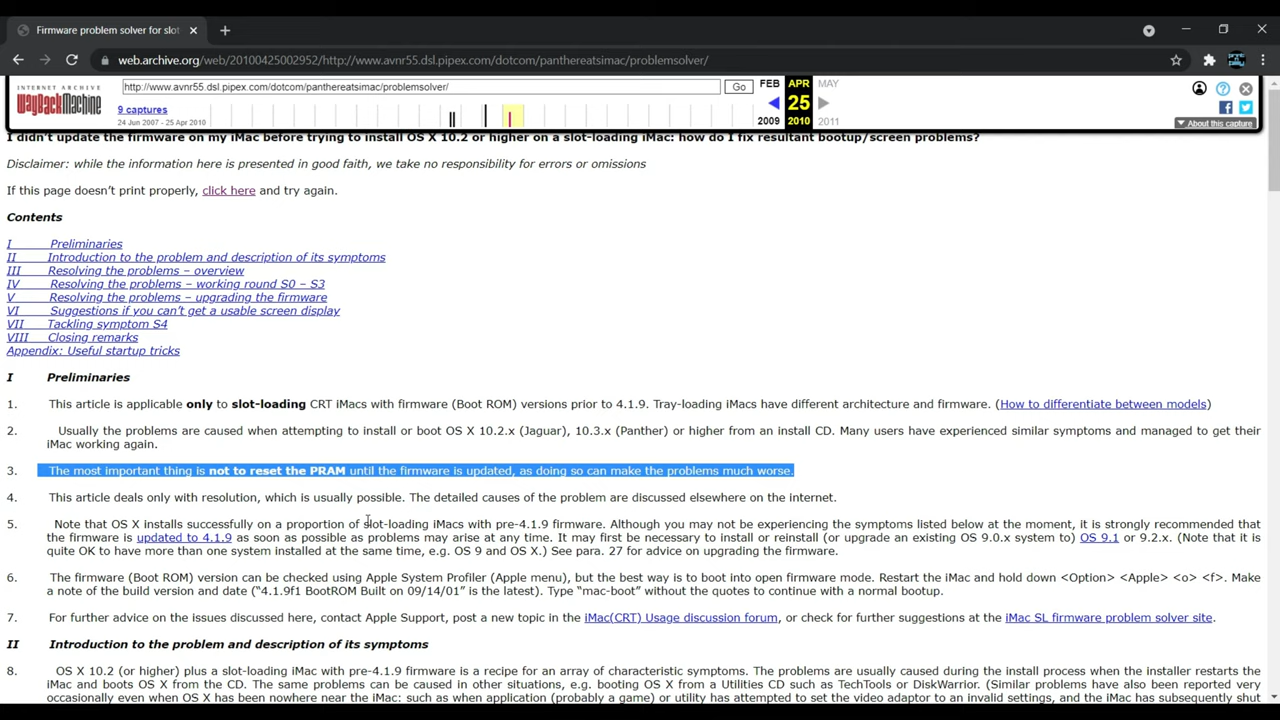 Firmware problem solver for slot
web.archive.org/web/20100425002952/http://www.avnr55.dsl.pipex.com/dotcom/panthereatsimac/problemsolver/
INTERNET ARCHIVE
WayBackMachine
http://www.avnr55.dsl.pipex.com/dotcom/panthereatsimac/problemsolver/
Go
FEB APR MAY
9 captures
25
24 Jun 2007 - 25 Apr 2010
2009 2010 2011
About this capture
I didn't update the firmware on my iMac before trying to install OS X 10.2 or higher on a slot-loading iMac: how do I fix resultant bootup/screen problems?
Disclaimer: while the information here is presented in good faith, we take no responsibility for errors or omissions
If this page doesn't print properly, click here and try again.
Contents
I Preliminaries
II Introduction to the problem and description of its symptoms
III Resolving the problems – overview
IV Resolving the problems – working round S0 – S3
V Resolving the problems – upgrading the firmware
VI Suggestions if you can't get a usable screen display
VII Tackling symptom S4
VIII Closing remarks
Appendix: Useful startup tricks
I Preliminaries
1. This article is applicable only to slot-loading CRT iMacs with firmware (Boot ROM) versions prior to 4.1.9. Tray-loading iMacs have different architecture and firmware. (How to differentiate between models)
2. Usually the problems are caused when attempting to install or boot OS X 10.2.x (Jaguar), 10.3.x (Panther) or higher from an install CD. Many users have experienced similar symptoms and managed to get their
iMac working again.
3. The most important thing is not to reset the PRAM until the firmware is updated, as doing so can make the problems much worse.
4. This article deals only with resolution, which is usually possible. The detailed causes of the problem are discussed elsewhere on the internet.
5. Note that OS X installs successfully on a proportion of slot-loading iMacs with pre-4.1.9 firmware. Although you may not be experiencing the symptoms listed below at the moment, it is strongly recommended that
the firmware is updated to 4.1.9 as soon as possible as problems may arise at any time. It may first be necessary to install or reinstall (or upgrade an existing OS 9.0.x system to) OS 9.1 or 9.2.x. (Note that it is
quite OK to have more than one system installed at the same time, e.g. OS 9 and OS X.) See para. 27 for advice on upgrading the firmware.
6. The firmware (Boot ROM) version can be checked using Apple System Profiler (Apple menu), but the best way is to boot into open firmware mode. Restart the iMac and hold down <Option> <Apple> <o> <f>. Make
a note of the build version and date ("4.1.9f1 BootROM Built on 09/14/01" is the latest). Type "mac-boot" without the quotes to continue with a normal bootup.
7. For further advice on the issues discussed here, contact Apple Support, post a new topic in the iMac(CRT) Usage discussion forum, or check for further suggestions at the iMac SL firmware problem solver site.
II Introduction to the problem and description of its symptoms
8. OS X 10.2 (or higher) plus a slot-loading iMac with pre-4.1.9 firmware is a recipe for an array of characteristic symptoms. The problems are usually caused during the install process when the installer restarts the
iMac and boots OS X from the CD. The same problems can be caused in other situations, e.g. booting OS X from a Utilities CD such as TechTools or DiskWarrior. (Similar problems have also been reported very
occasionally even when OS X has been nowhere near the iMac: such as when application (probably a game) or utility has attempted to set the video adaptor to an invalid settings, and the iMac has subsequently shut